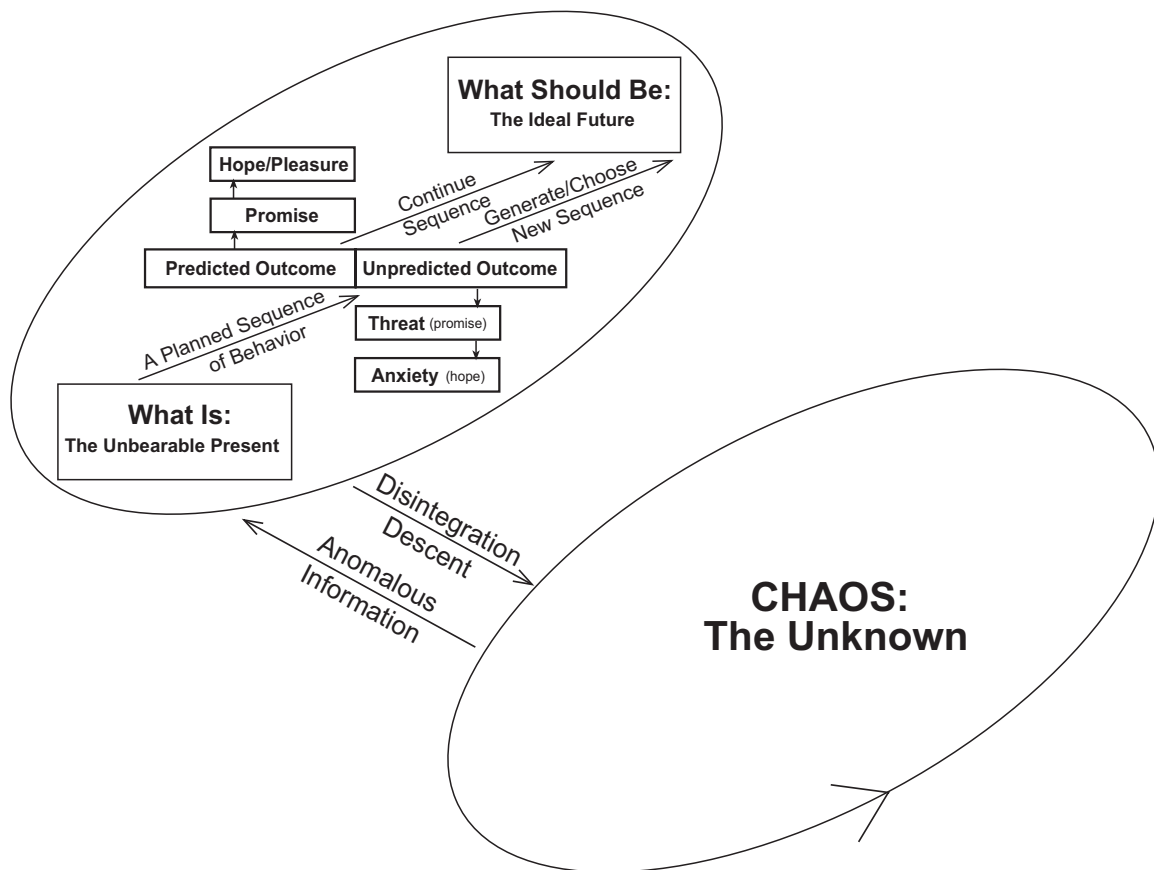 What Should Be:
The Ideal Future
Hope/Pleasure
Promise
Continue
Sequence
Generate/Choose
New Sequence
Predicted Outcome
Unpredicted Outcome
A Planned Sequence
of Behavior
Threat (promise)
Anxiety (hope)
What Is:
The Unbearable Present
Disintegration
Descent
Anomalous
Information
CHAOS:
The Unknown